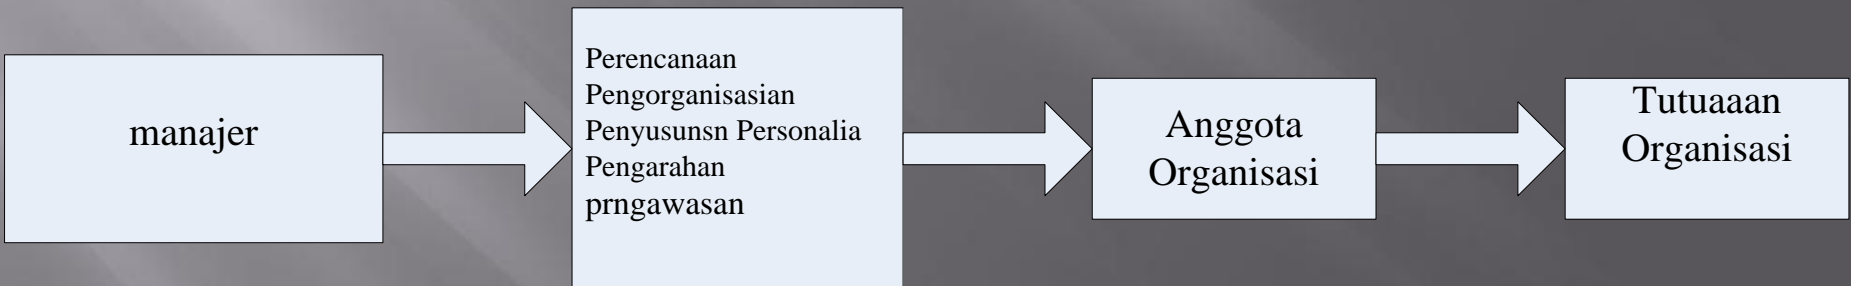 manajer
Perencanaan
Pengorganisasian
Penyusunsn Personalia
Pengarahan
prngawasan
Anggota
Organisasi
Tutuaaan
Organisasi